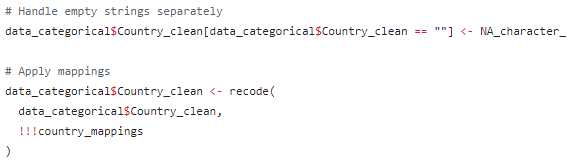 # Handle empty strings separately
data_categorical$Country_clean[data_categorical$Country_clean == ""] <- NA_character_
# Apply mappings
data_categorical$Country_clean <- recode(
  data_categorical$Country_clean,
  !!!country_mappings
)